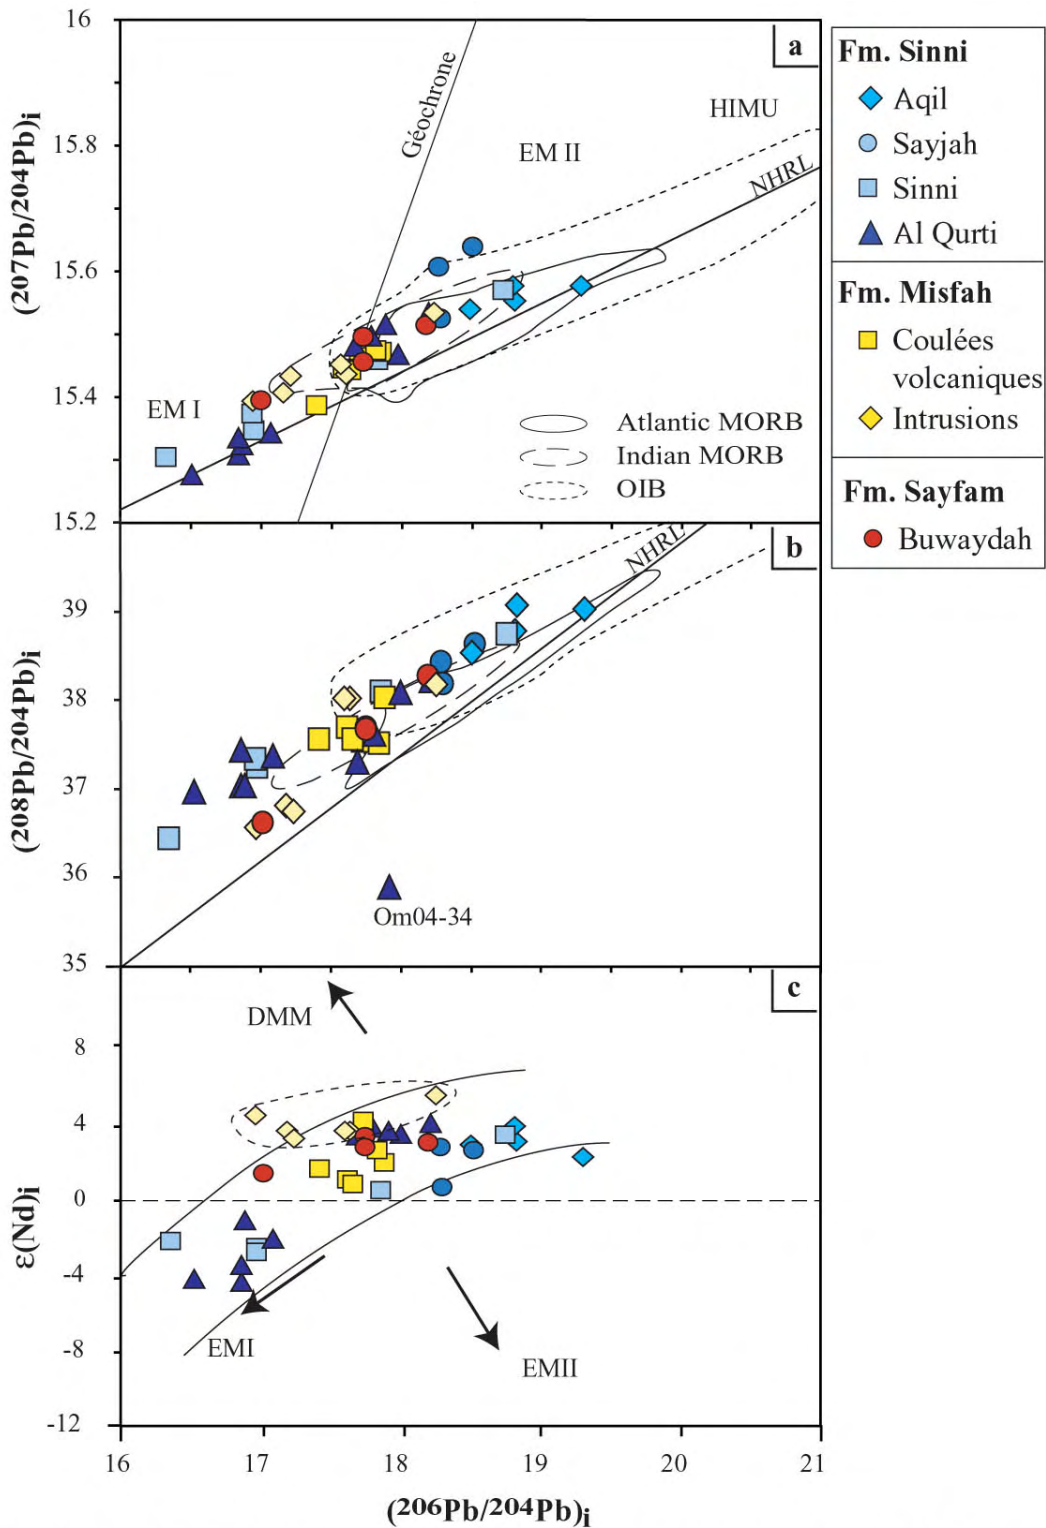 16
a
Géochrone
HIMU
15.8
EM II
NHRL
(207Pb/204Pb)i
15.6
15.4
EM I
Atlantic MORB
Indian MORB
OIB
15.2
b
NHRL
39
38
(208Pb/204Pb)i
37
36
Om04-34
35
c
DMM
8
4
0
ε(Nd)i
-4
EMI
-8
EMII
-12
16 17 18 19 20 21
(206Pb/204Pb)i
Fm. Sinni
Aqil
Sayjah
Sinni
Al Qurti
Fm. Misfah
Coulées
volcaniques
Intrusions
Fm. Sayfam
Buwaydah